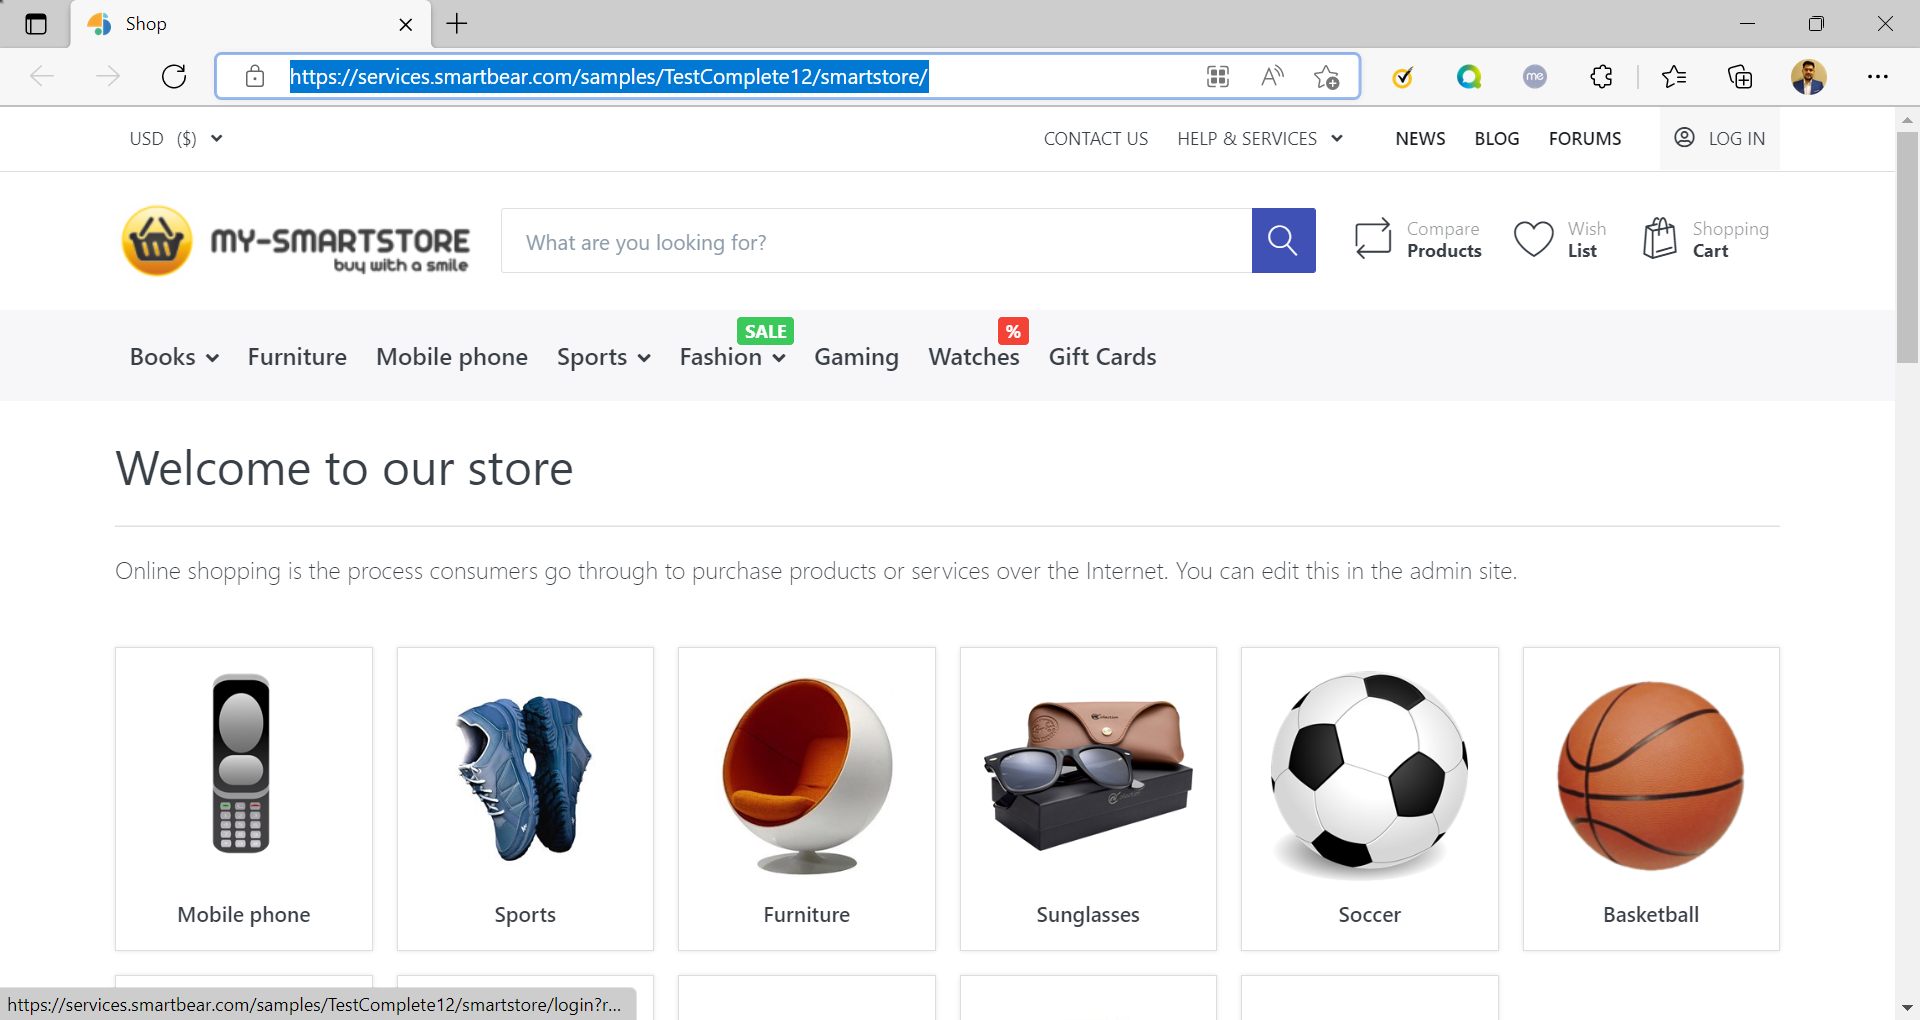 Shop
https://services.smartbear.com/samples/TestComplete12/smartstore/
me
USD ($)
CONTACT US HELP & SERVICES NEWS BLOG FORUMS LOG IN
MY-SMARTSTORE
buy with a smile
What are you looking for?
Compare
Products
Wish
List
Shopping
Cart
SALE
%
Books Furniture Mobile phone Sports Fashion Gaming Watches Gift Cards
Welcome to our store
Online shopping is the process consumers go through to purchase products or services over the Internet. You can edit this in the admin site.
Mobile phone Sports Furniture Sunglasses Soccer Basketball
https://services.smartbear.com/samples/TestComplete12/smartstore/login?r...